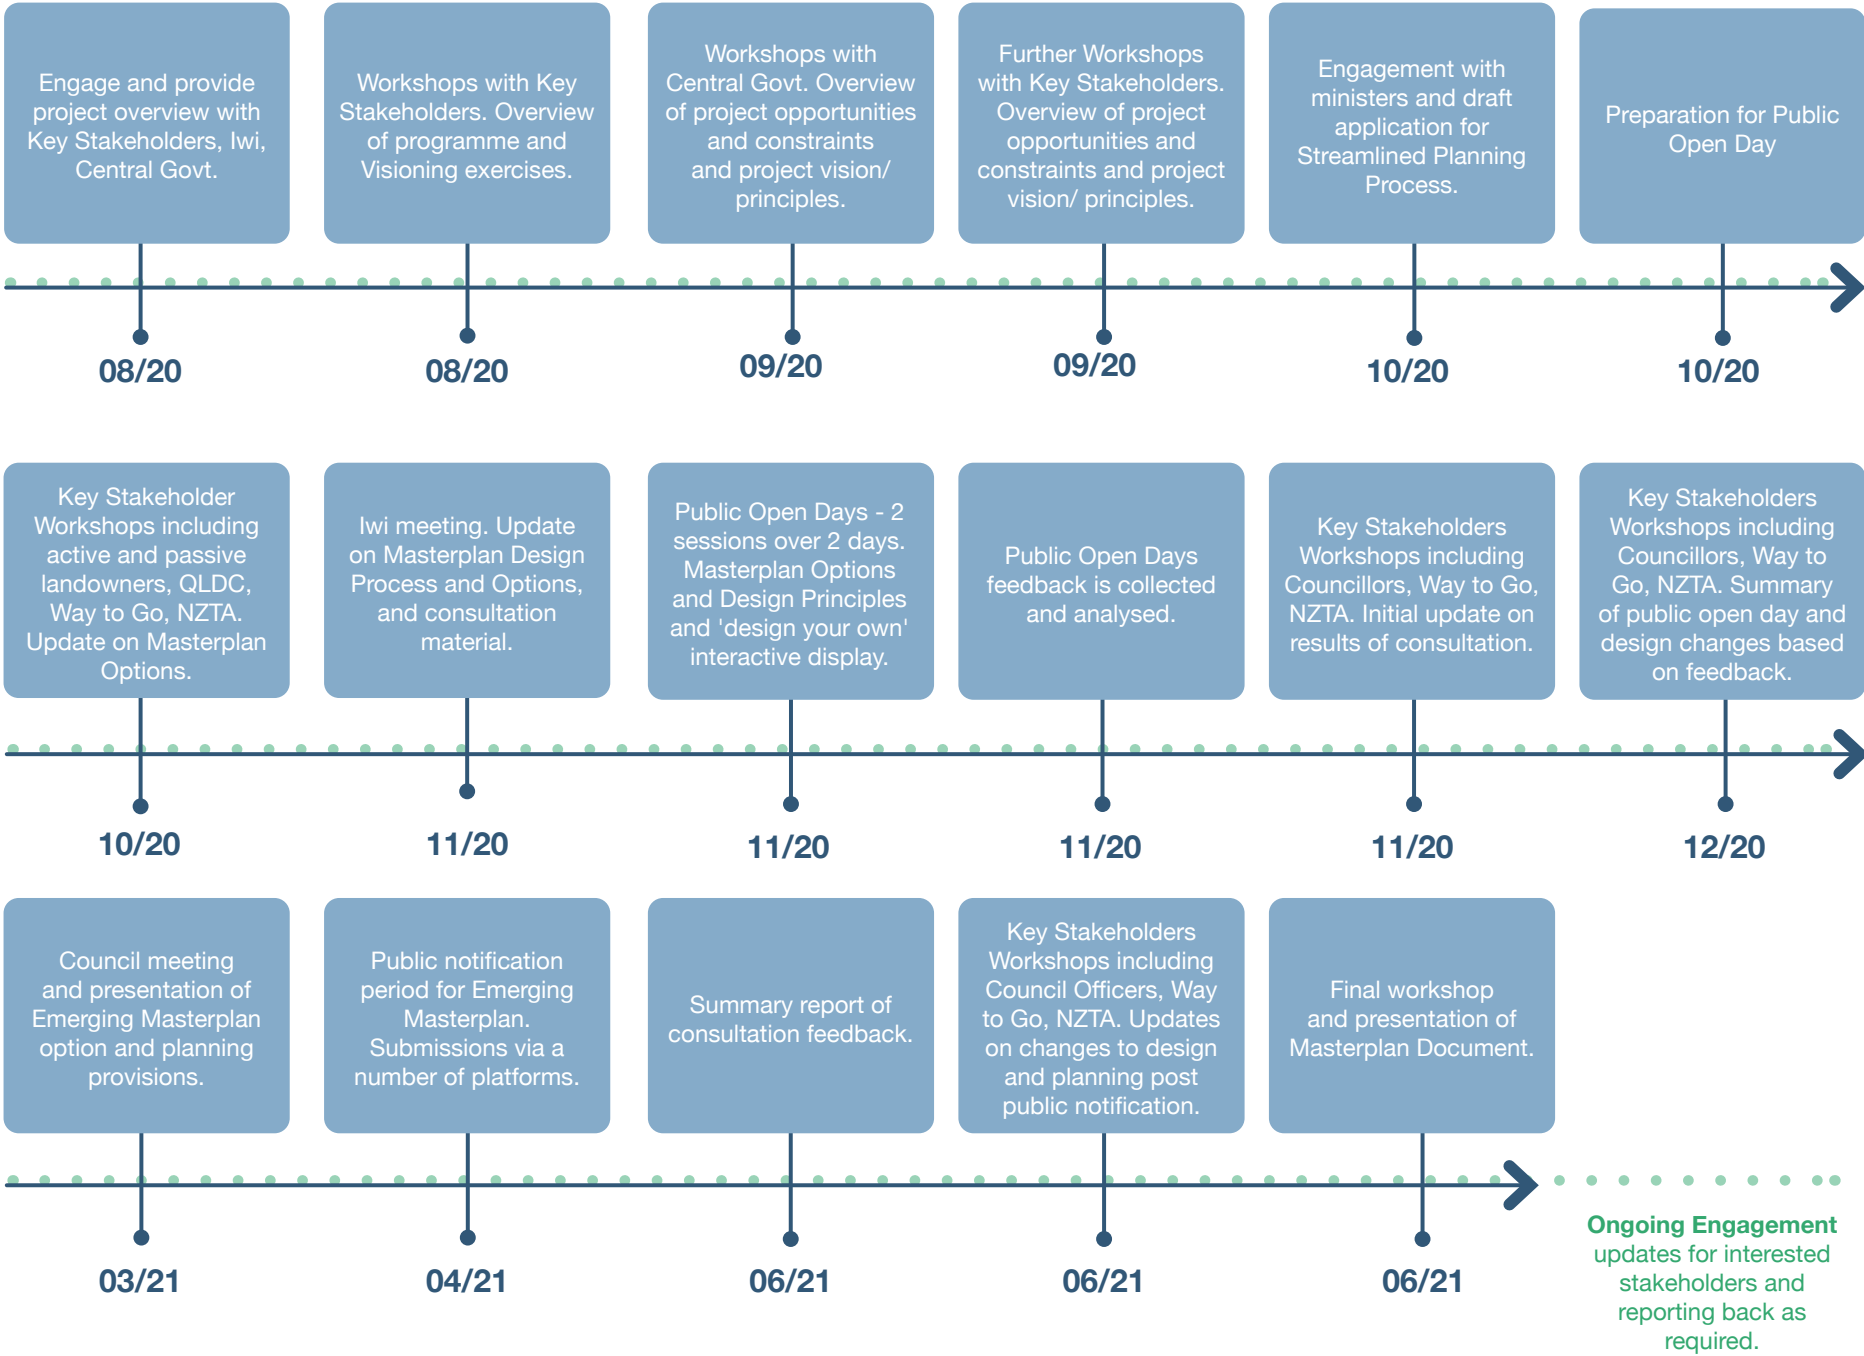 Engage and provide
project overview with
Key Stakeholders, Iwi,
Central Govt.
Workshops with Key
Stakeholders. Overview
of programme and
Visioning exercises.
Workshops with
Central Govt. Overview
of project opportunities
and constraints
and project vision/
principles.
Further Workshops
with Key Stakeholders.
Overview of project
opportunities and
constraints and project
vision/ principles.
Engagement with
ministers and draft
application for
Streamlined Planning
Process.
Preparation for Public
Open Day
08/20
08/20
09/20
09/20
10/20
10/20
Key Stakeholder
Workshops including
active and passive
landowners, QLDC,
Way to Go, NZTA.
Update on Masterplan
Options.
Iwi meeting. Update
on Masterplan Design
Process and Options,
and consultation
material.
Public Open Days - 2
sessions over 2 days.
Masterplan Options
and Design Principles
and 'design your own'
interactive display.
Public Open Days
feedback is collected
and analysed.
Key Stakeholders
Workshops including
Councillors, Way to Go,
NZTA. Initial update on
results of consultation.
Key Stakeholders
Workshops including
Councillors, Way to
Go, NZTA. Summary
of public open day and
design changes based
on feedback.
10/20
11/20
11/20
11/20
11/20
12/20
Council meeting
and presentation of
Emerging Masterplan
option and planning
provisions.
Public notification
period for Emerging
Masterplan.
Submissions via a
number of platforms.
Summary report of
consultation feedback.
Key Stakeholders
Workshops including
Council Officers, Way
to Go, NZTA. Updates
on changes to design
and planning post
public notification.
Final workshop
and presentation of
Masterplan Document.
03/21
04/21
06/21
06/21
06/21
Ongoing Engagement
updates for interested
stakeholders and
reporting back as
required.